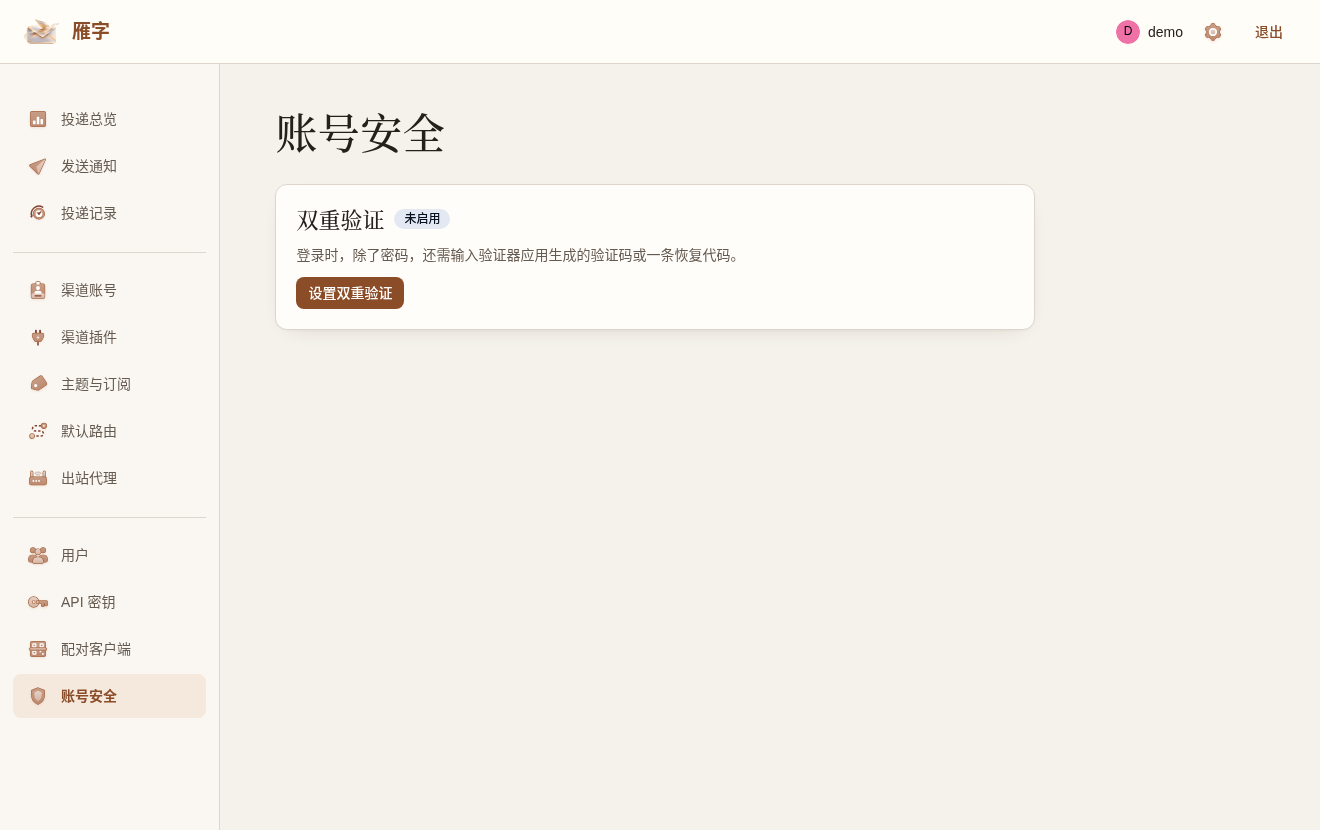 雁字
D demo
退出
投递总览
发送通知
投递记录
渠道账号
渠道插件
主题与订阅
默认路由
出站代理
用户
API 密钥
配对客户端
账号安全
账号安全
双重验证 未启用
登录时，除了密码，还需输入验证器应用生成的验证码或一条恢复代码。
设置双重验证